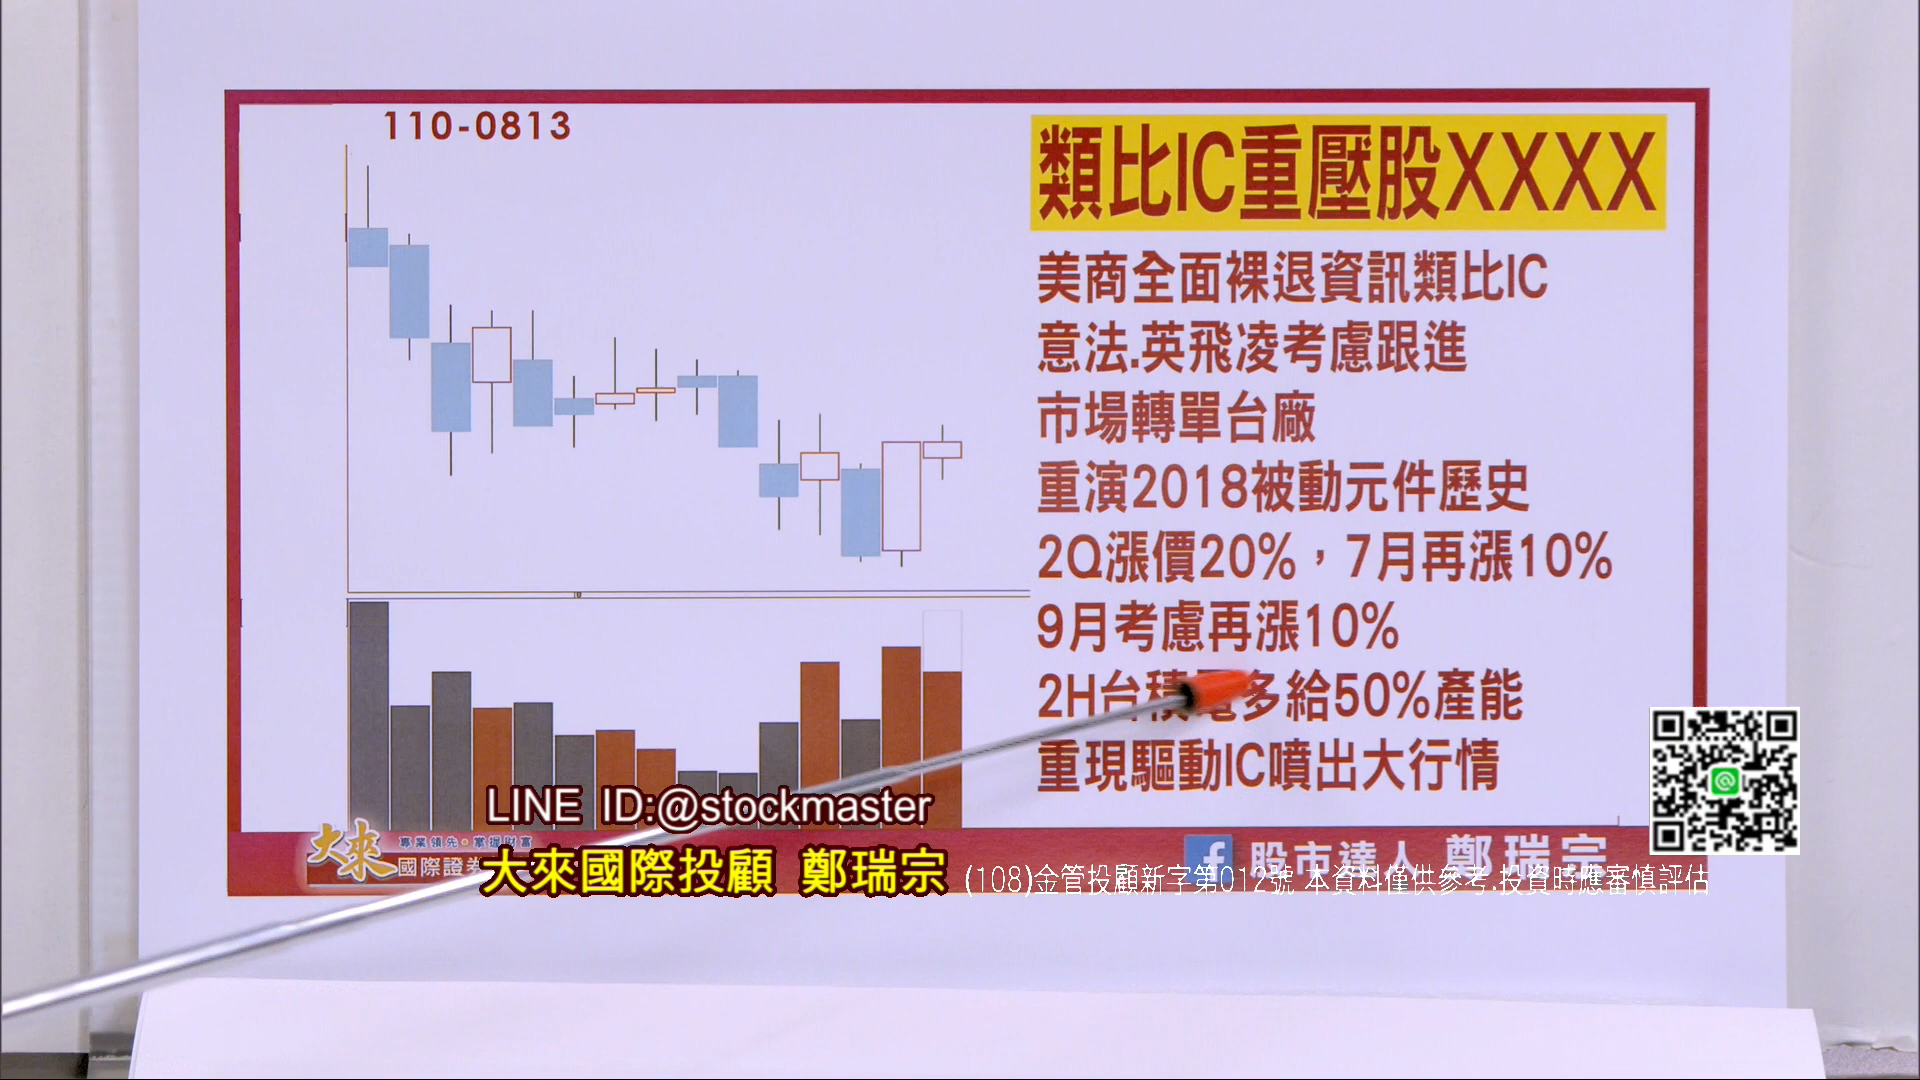 110-0813
類比IC重壓股XXXX
美商全面裸退資訊類比IC
意法.英飛凌考慮跟進
市場轉單台廠
重演2018被動元件歷史
2Q漲價20%，7月再漲10%
9月考慮再漲10%
2H台積電多給50%產能
重現驅動IC噴出大行情
LINE ID:@stockmaster
大來
專業領先・掌握財富
國際證券
股市達人 鄭瑞宗
大來國際投顧 鄭瑞宗
(108)金管投顧新字第012號 本資料僅供參考.投資時應審慎評估